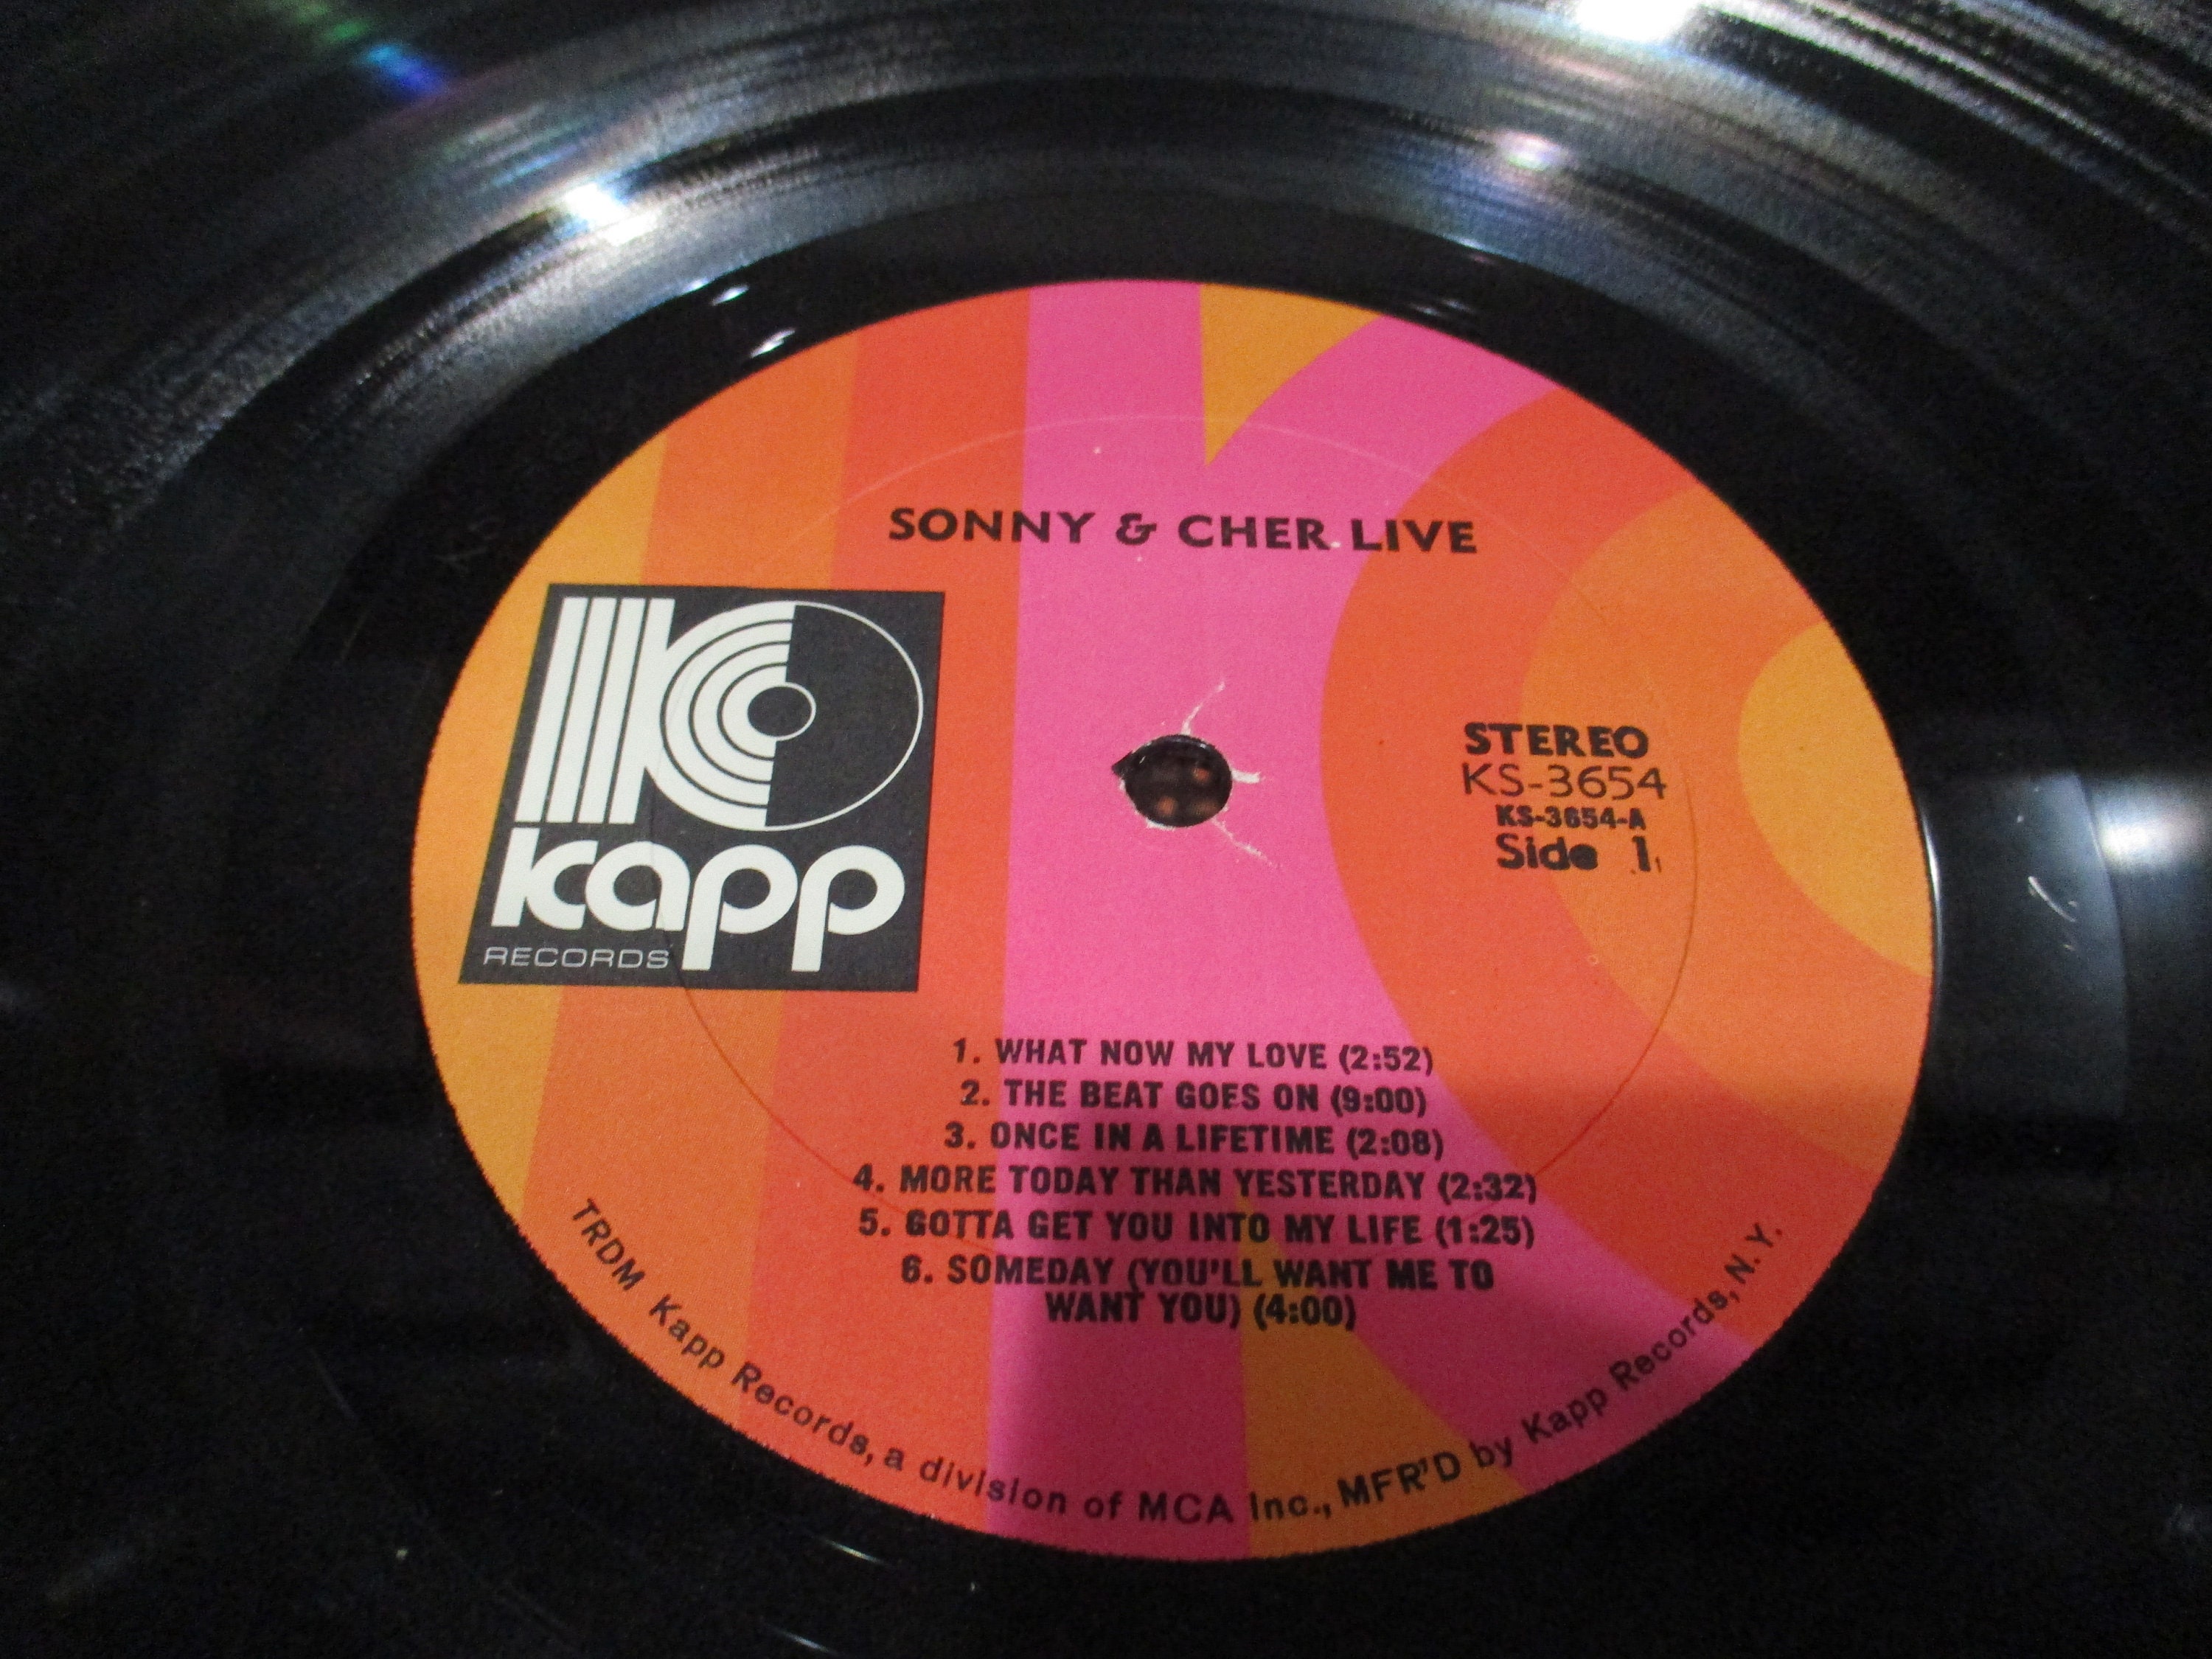 SONNY & CHER LIVE
kapp
RECORDS
STEREO
KS-3654
KS-3654-A
Side 1
1. WHAT NOW MY LOVE (2:52)
2. THE BEAT GOES ON (9:00)
3. ONCE IN A LIFETIME (2:08)
4. MORE TODAY THAN YESTERDAY (2:32)
5. GOTTA GET YOU INTO MY LIFE (1:25)
6. SOMEDAY (YOU'LL WANT ME TO
WANT YOU) (4:00)
TRDM Kapp Records, a division of MCA Inc., MFR'D by Kapp Records, N.Y.